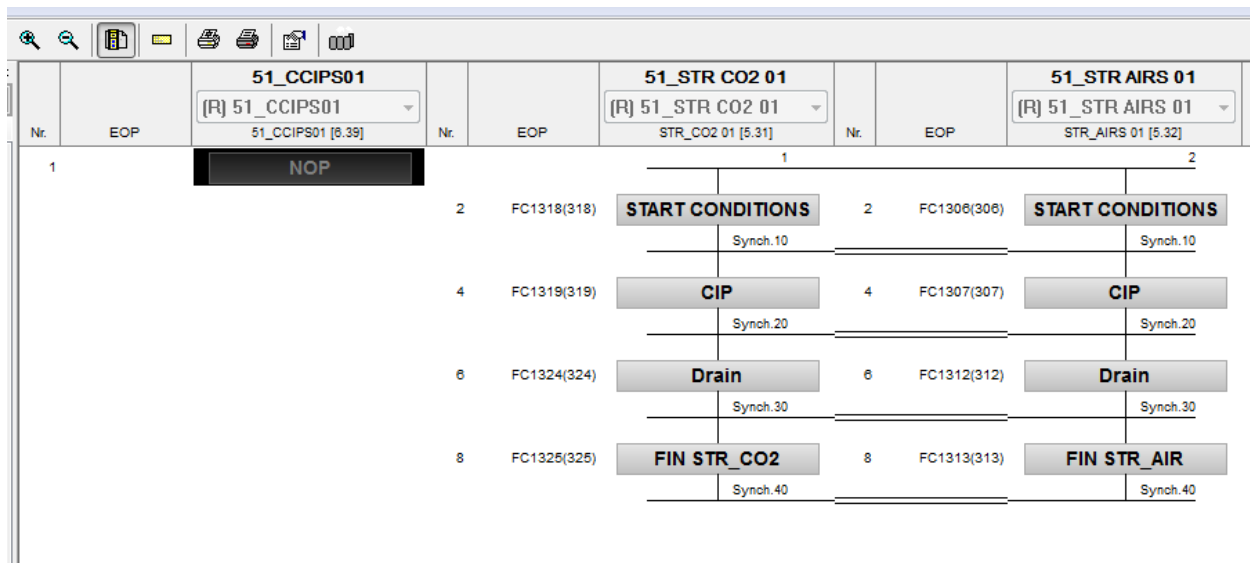 51_CCIPS01 51_STR CO2 01 51_STR AIRS 01
(R) 51_CCIPS01 (R) 51_STR CO2 01 (R) 51_STR AIRS 01
Nr. EOP 51_CCIPS01 [6.39] Nr. EOP STR_CO2 01 [5.31] Nr. EOP STR_AIRS 01 [5.32]
1 NOP 1 2
2 FC1318(318) START CONDITIONS 2 FC1306(306) START CONDITIONS
Synch.10 Synch.10
4 FC1319(319) CIP 4 FC1307(307) CIP
Synch.20 Synch.20
6 FC1324(324) Drain 6 FC1312(312) Drain
Synch.30 Synch.30
8 FC1325(325) FIN STR_CO2 8 FC1313(313) FIN STR_AIR
Synch.40 Synch.40